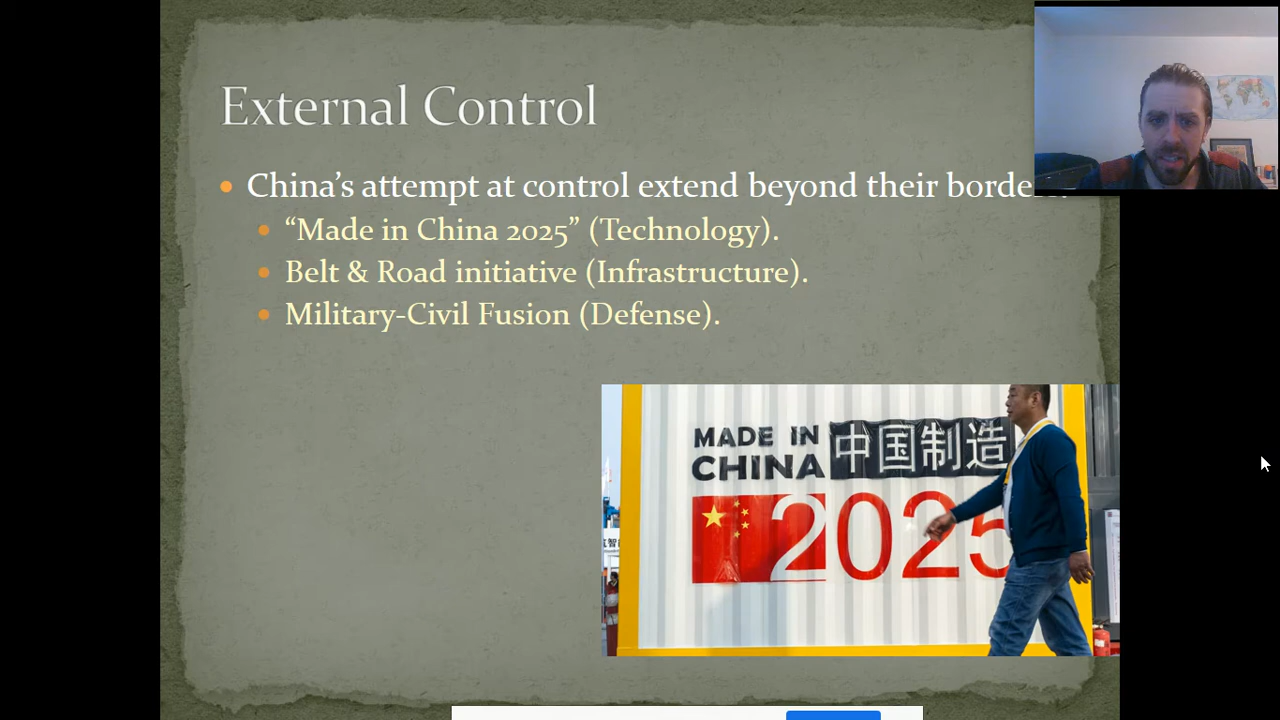 External Control
China's attempt at control extend beyond their
“Made in China 2025” (Technology).
Belt & Road initiative (Infrastructure).
Military-Civil Fusion (Defense).
MADE IN 中国制造
CHINA
2025